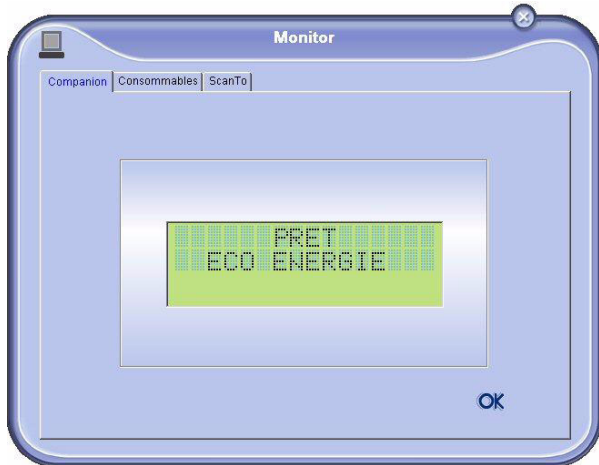 Monitor
Companion Consommables ScanTo
PRET
ECO ENERGIE
OK